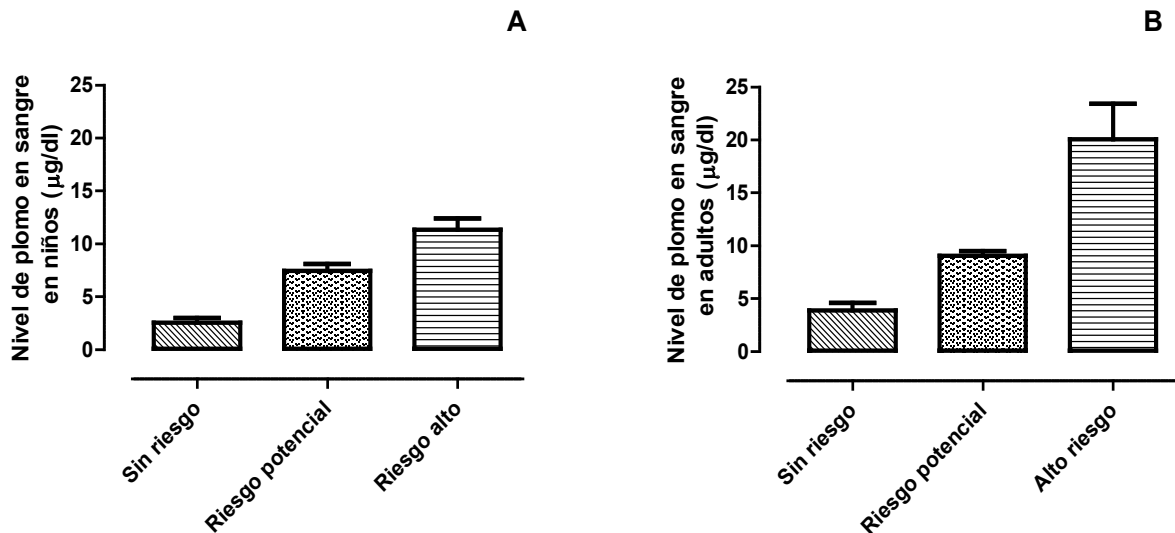 A
Nivel de plomo en sangre
en niños (µg/dl)
25
20
15
10
5
0
Sin riesgo
Riesgo potencial
Riesgo alto
B
Nivel de plomo en sangre
en adultos (µg/dl)
25
20
15
10
5
0
Sin riesgo
Riesgo potencial
Alto riesgo